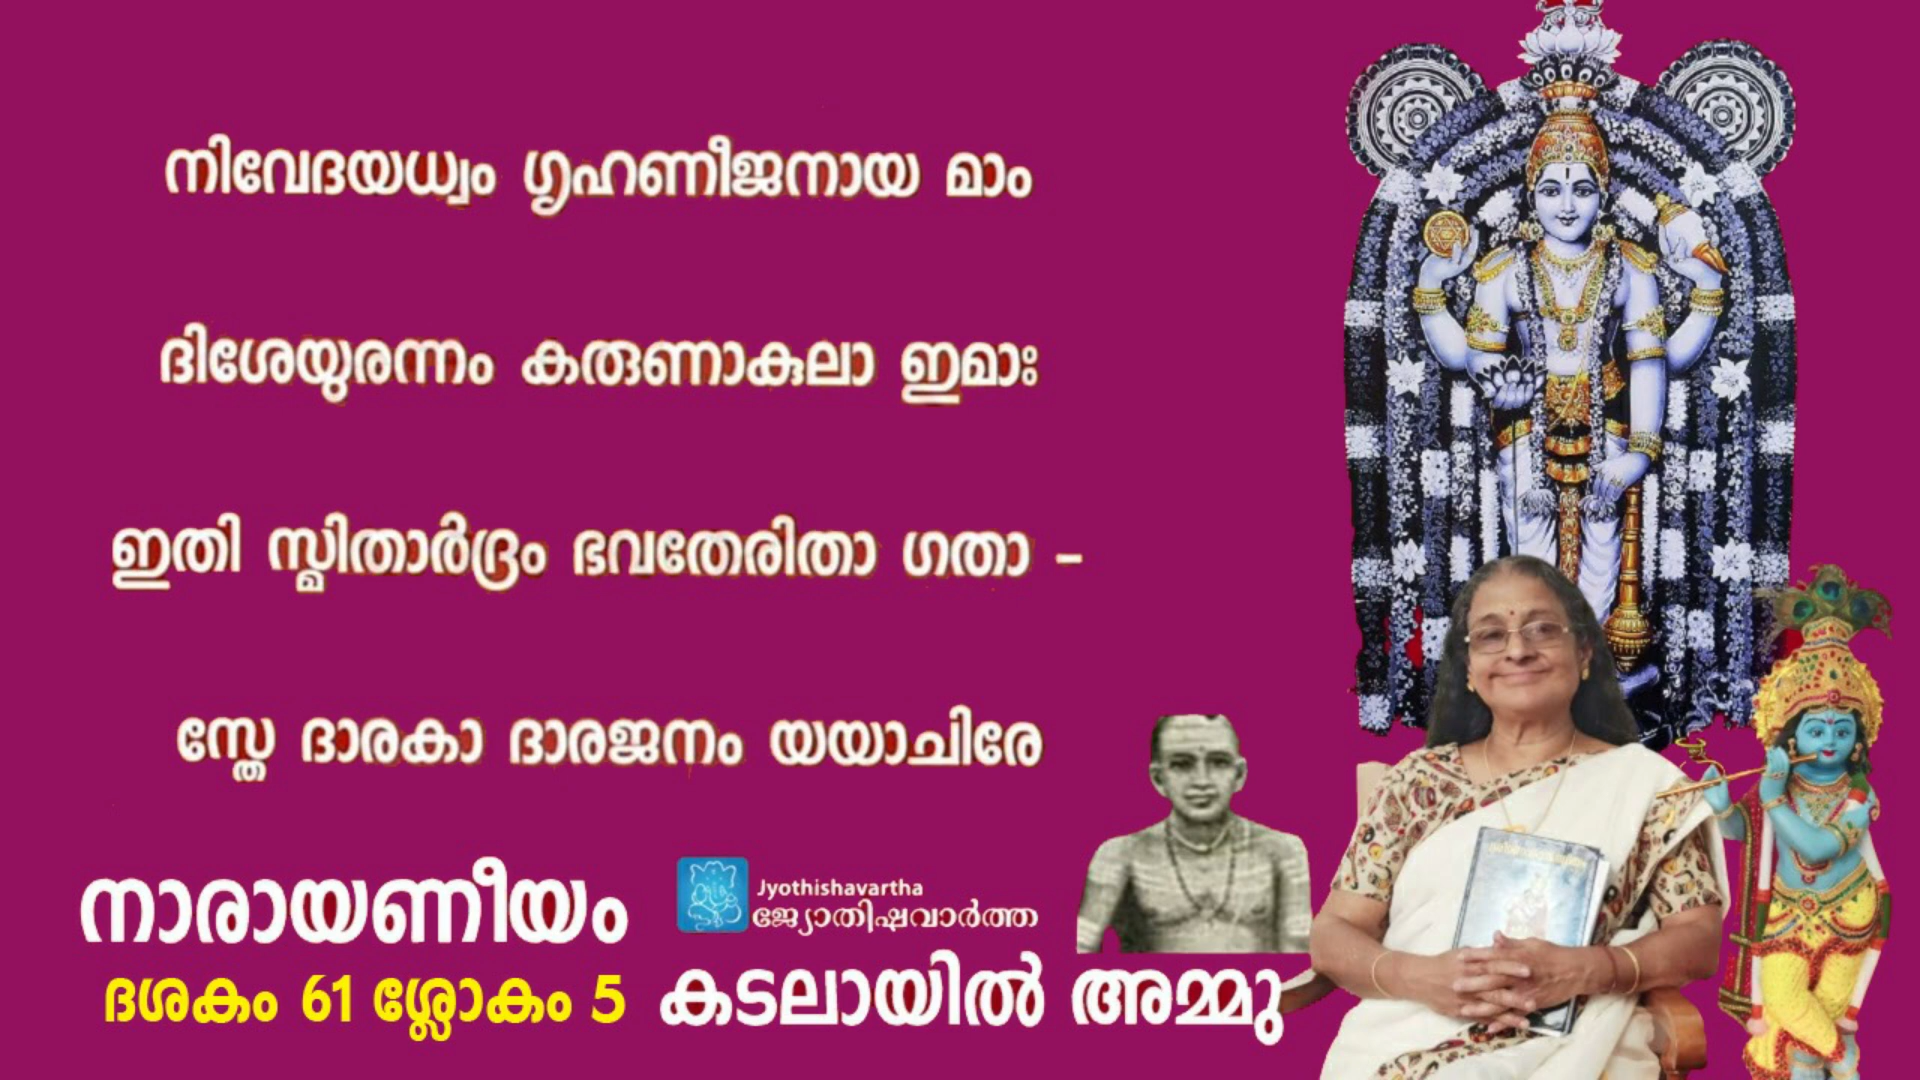 നിവേദയധ്വം ഗൃഹണീജനായ മാം
ദിശേയുരന്നം കരുണാകുലാ ഇമാഃ
ഇതി സ്മിതാർദ്രം ഭവതേരിതാ ഗതാ -
സ്തേ ദാരകാ ദാരജനം യയാചിരേ
നാരായണീയം
Jyothishavartha
ജ്യോതിഷവാർത്ത
ദശകം 61 ശ്ലോകം 5
കടലായിൽ അമ്മു